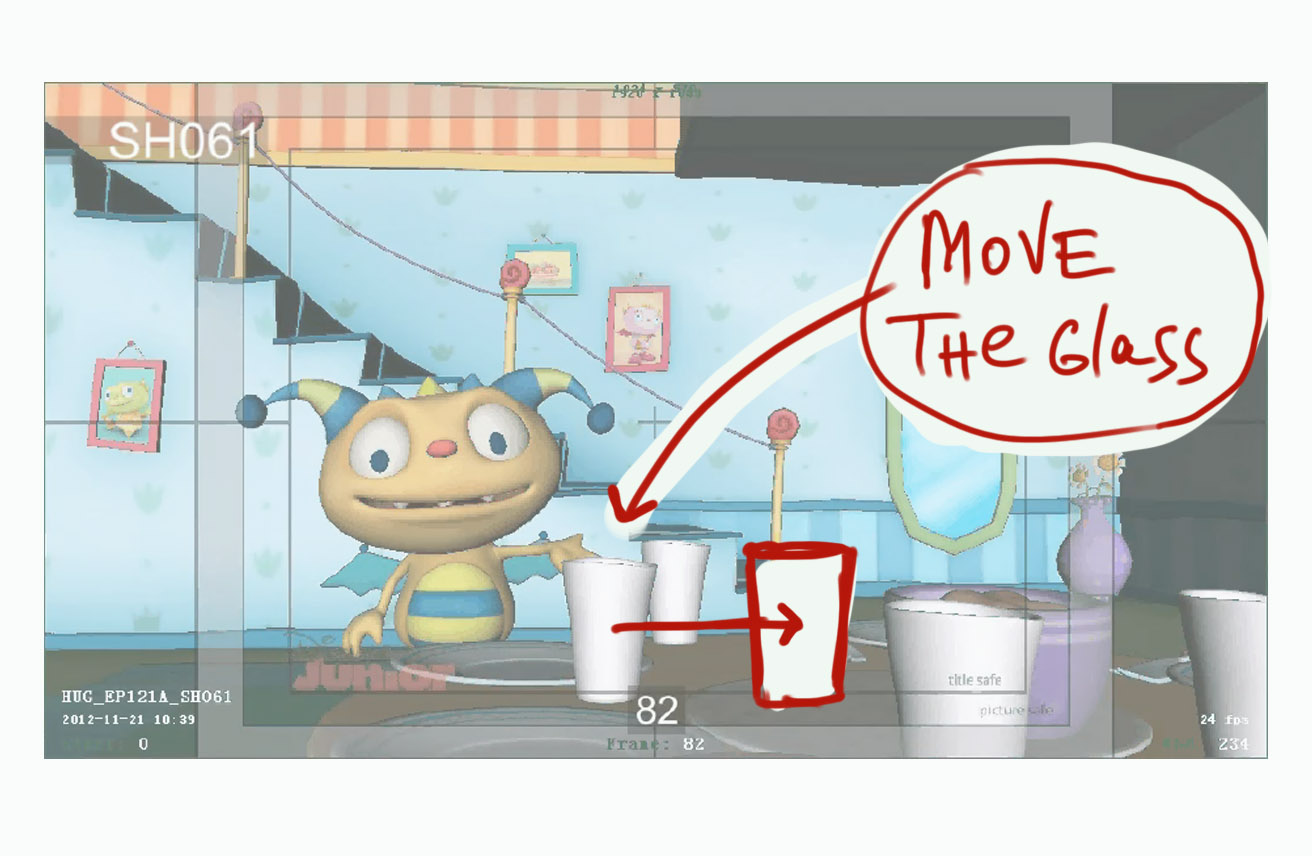 SH061
MOVE
THe Glass
Junior
title safe
picture safe
HUG_EP121A_SH061
2012-11-21 10:39
0
82
Frame: 82
24 fps
234